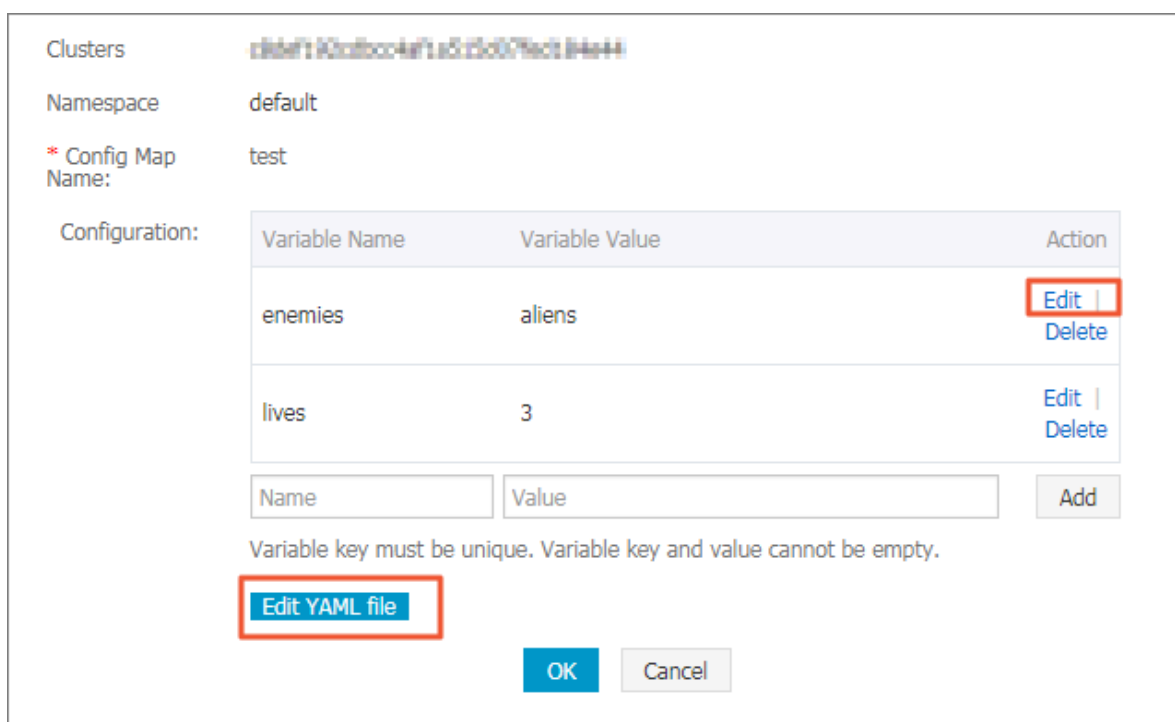 Clusters
Namespace default
* Config Map Name: test
Configuration:
Variable Name Variable Value Action
enemies aliens Edit | Delete
lives 3 Edit | Delete
Name Value Add
Variable key must be unique. Variable key and value cannot be empty.
Edit YAML file
OK Cancel